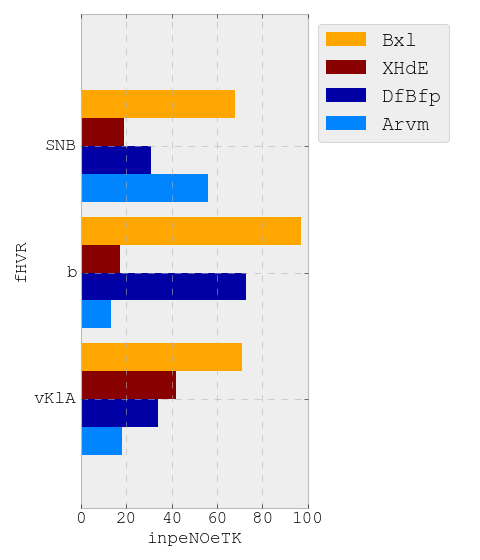 Bxl
XHdE
DfBfp
Arvm
SNB
b
vKlA
fHVR
0 20 40 60 80 100
inpeNOeTK